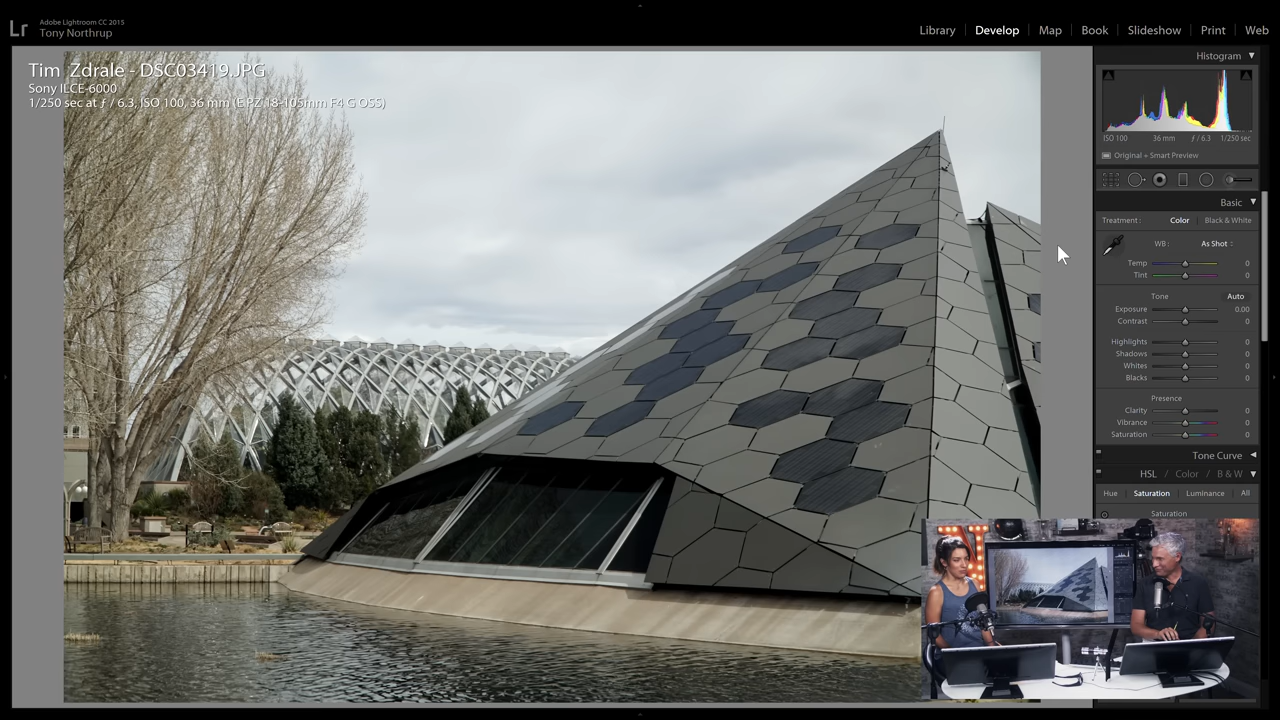 Lr
Adobe Lightroom CC 2015
Tony Northrup
Library | Develop | Map | Book | Slideshow | Print | Web
Tim Zdrale - DSC03419.JPG
Sony ILCE-6000
1/250 sec at ƒ / 6.3, ISO 100, 36 mm (E PZ 18-105mm F4 G OSS)
Histogram
ISO 100 36 mm ƒ / 6.3 1/250 sec
Original + Smart Preview
Basic
Treatment : Color Black & White
WB : As Shot
Temp 0
Tint 0
Tone Auto
Exposure 0.00
Contrast 0
Highlights 0
Shadows 0
Whites 0
Blacks 0
Presence
Clarity 0
Vibrance 0
Saturation 0
Tone Curve
HSL / Color / B & W
Hue Saturation Luminance All
Saturation